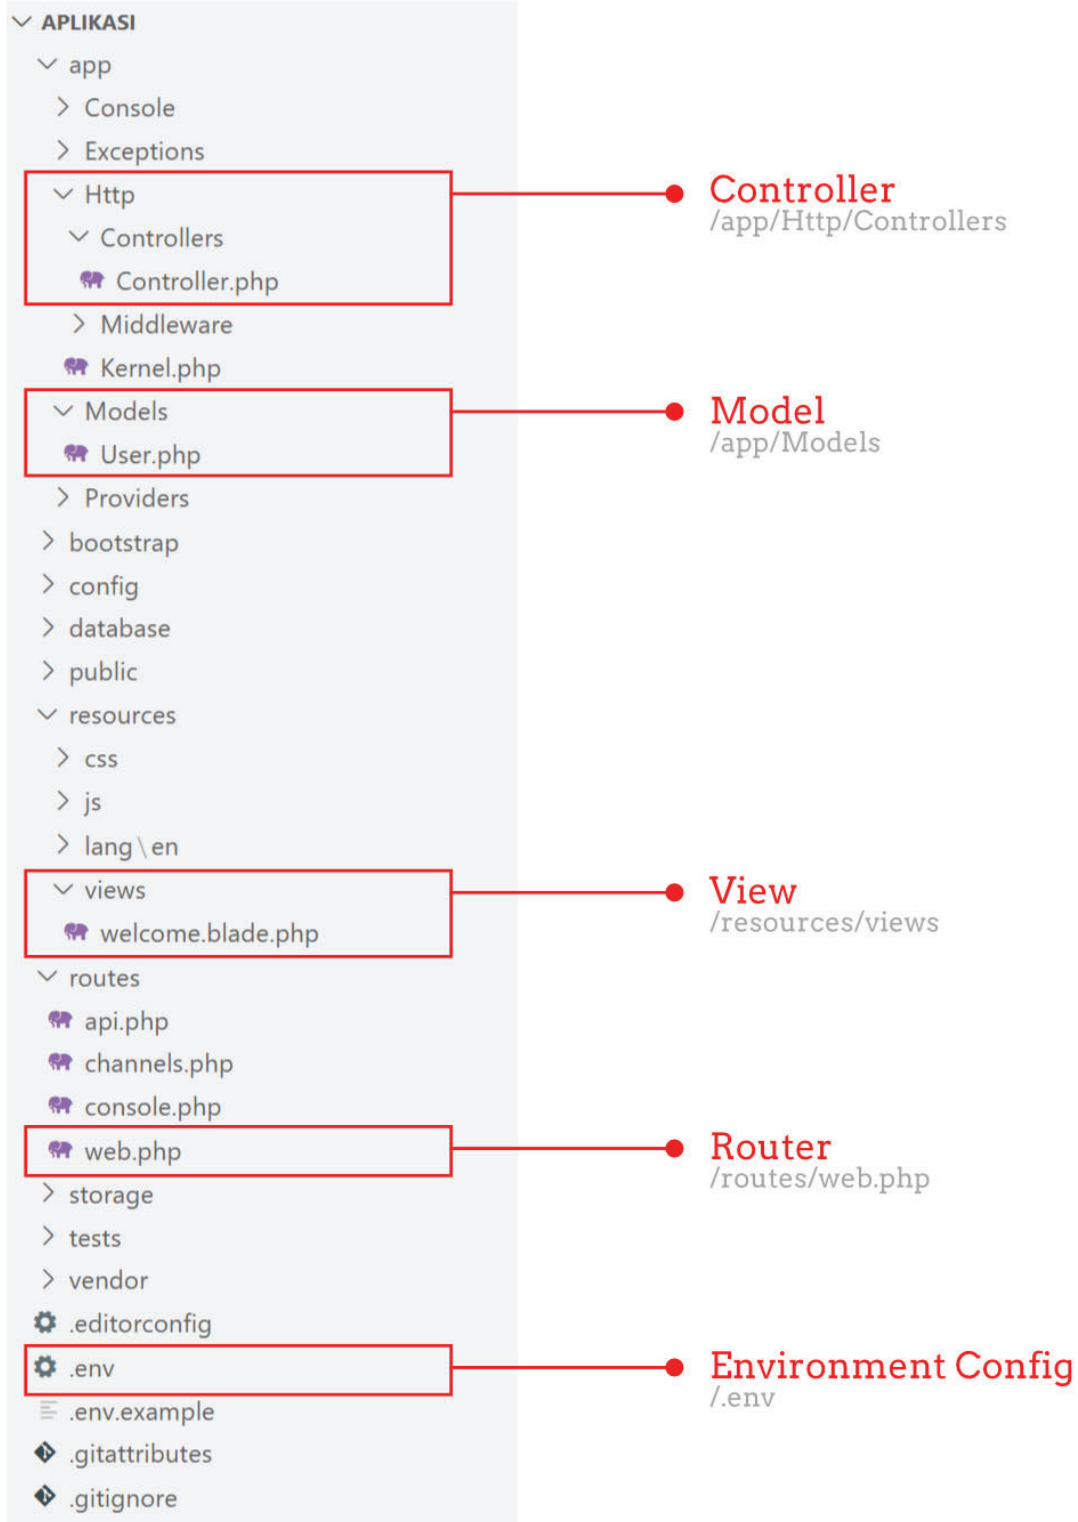 APLIKASI
app
Console
Exceptions
Http
Controllers
Controller.php
Middleware
Kernel.php
Models
User.php
Providers
bootstrap
config
database
public
resources
css
js
lang\en
views
welcome.blade.php
routes
api.php
channels.php
console.php
web.php
storage
tests
vendor
.editorconfig
.env
.env.example
.gitattributes
.gitignore
Controller
/app/Http/Controllers
Model
/app/Models
View
/resources/views
Router
/routes/web.php
Environment Config
/.env